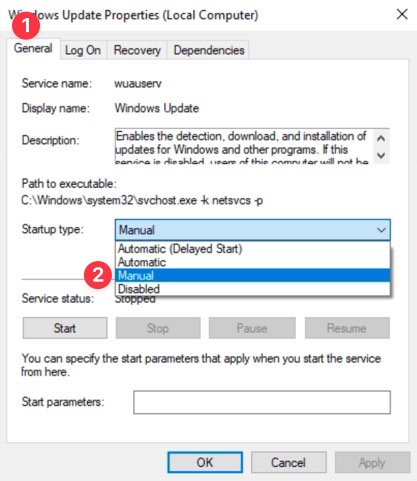 Windows Update Properties (Local Computer)
1
General Log On Recovery Dependencies
Service name: wuauserv
Display name: Windows Update
Description: Enables the detection, download, and installation of
updates for Windows and other programs. If this
service is disabled, users of this computer will not be
Path to executable:
C:\Windows\system32\svchost.exe -k netsvcs -p
Startup type: Manual
Automatic (Delayed Start)
Automatic
2 Manual
Disabled
Service status: Stopped
Start Stop Pause Resume
You can specify the start parameters that apply when you start the service
from here.
Start parameters:
OK Cancel Apply